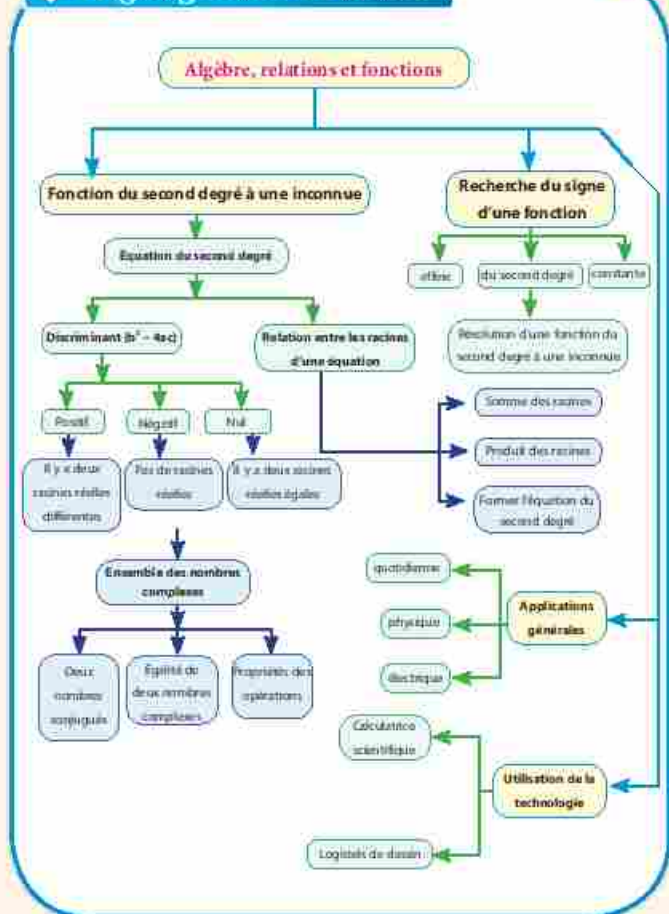 Algèbre, relations et fonctions
Fonction du second degré à une inconnue
Recherche du signe
d'une fonction
Equation du second degré
affine
du second degré
constante
Discriminant (b² – 4ac)
Relation entre les racines
d'une équation
Résolution d'une fonction du
second degré à une inconnue
Positif
Négatif
Nul
Il y a deux
racines réelles
différentes
Pas de racines
réelles
Il y a deux racines
réelles égales
Somme des racines
Produit des racines
Former l'équation du
second degré
Ensemble des nombres
complexes
Deux
nombres
conjugués
Égalité de
deux nombres
complexes
Propriétés des
opérations
quotidienne
physique
électrique
Applications
générales
Calculatrice
scientifique
Logiciels de dessin
Utilisation de la
technologie